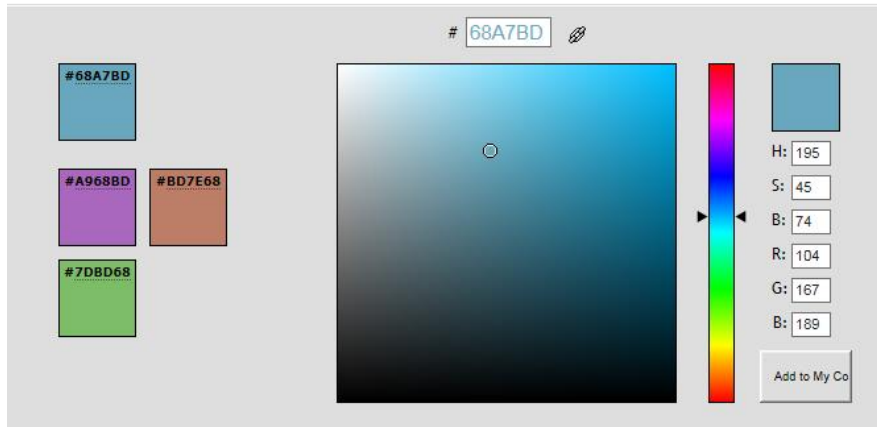 # 68A7BD
#68A7BD
#A968BD #BD7E68
#7DBD68
H: 195
S: 45
B: 74
R: 104
G: 167
B: 189
Add to My Co